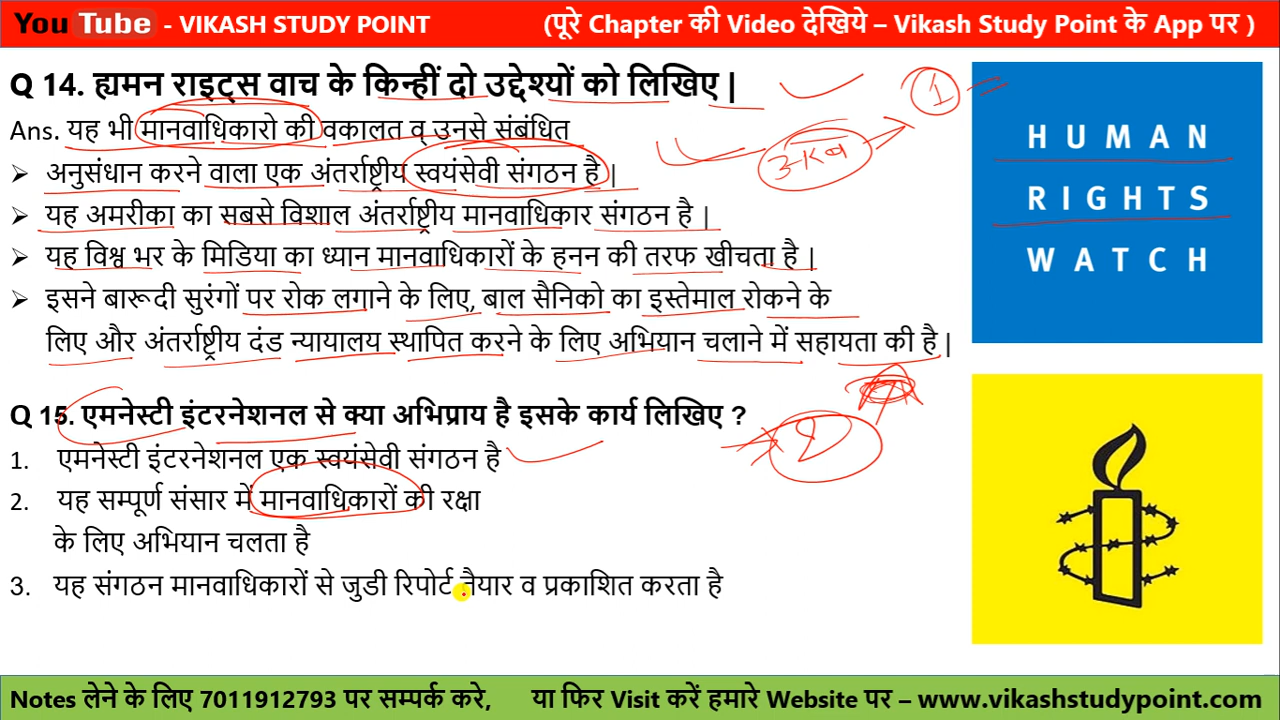 You Tube - VIKASH STUDY POINT (पूरे Chapter की Video देखिये – Vikash Study Point के App पर )
Q 14. ह्यमन राइट्स वाच के किन्हीं दो उद्देश्यों को लिखिए |
Ans. यह भी मानवाधिकारो की वकालत व् उनसे संबंधित
➢ अनुसंधान करने वाला एक अंतर्राष्ट्रीय स्वयंसेवी संगठन है |
➢ यह अमरीका का सबसे विशाल अंतर्राष्ट्रीय मानवाधिकार संगठन है |
➢ यह विश्व भर के मिडिया का ध्यान मानवाधिकारों के हनन की तरफ खीचता है |
➢ इसने बारूदी सुरंगों पर रोक लगाने के लिए, बाल सैनिको का इस्तेमाल रोकने के
लिए और अंतर्राष्ट्रीय दंड न्यायालय स्थापित करने के लिए अभियान चलाने में सहायता की है |
1
HUMAN
RIGHTS
WATCH
Q 15. एमनेस्टी इंटरनेशनल से क्या अभिप्राय है इसके कार्य लिखिए ?
1. एमनेस्टी इंटरनेशनल एक स्वयंसेवी संगठन है
2. यह सम्पूर्ण संसार में मानवाधिकारों की रक्षा
के लिए अभियान चलता है
3. यह संगठन मानवाधिकारों से जुडी रिपोर्ट तैयार व प्रकाशित करता है
Notes लेने के लिए 7011912793 पर सम्पर्क करे, या फिर Visit करें हमारे Website पर – www.vikashstudypoint.com